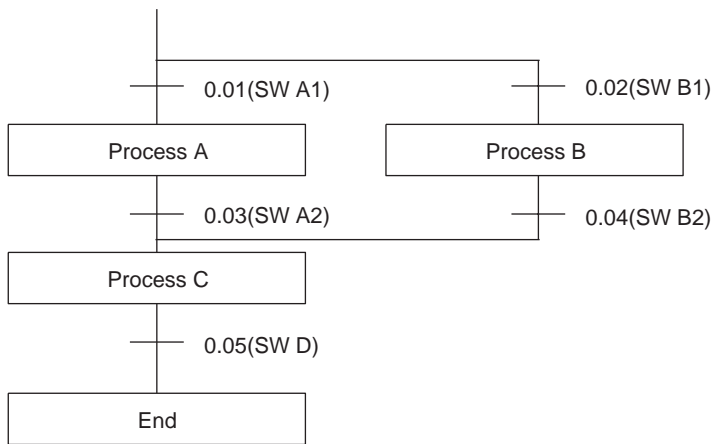 0.01(SW A1)
0.02(SW B1)
Process A
Process B
0.03(SW A2)
0.04(SW B2)
Process C
0.05(SW D)
End